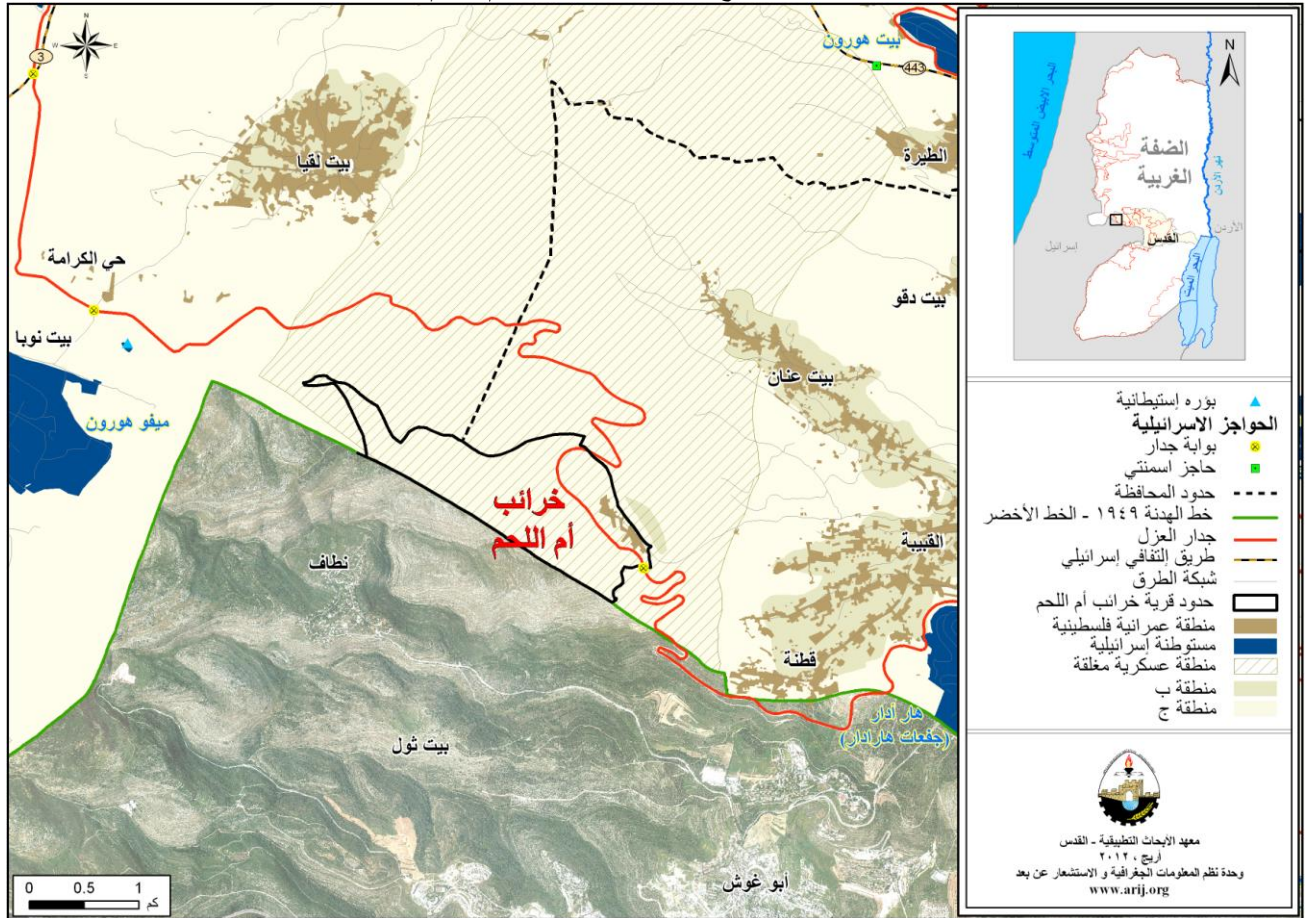 N
W
E
S
3
443
بيت هورون
الطيرة
بيت لقيا
حي الكرامة
بيت نوبا
بيت دقو
بيت عنان
ميفو هورون
خرائب
أم اللحم
القبيبة
نطاف
قطنة
هار أدار
(جفعات هارادار)
بيت ثول
أبو غوش
0 0.5 1
كم
N
البحر الابيض المتوسط
الضفة
الغربية
نهر الأردن
الأردن
القدس
إسرائيل
البحر الميت
بؤره إستيطانية
الحواجز الاسرائيلية
بوابة جدار
حاجز اسمنتي
حدود المحافظة
خط الهدنة ١٩٤٩ - الخط الأخضر
جدار العزل
طريق إلتفافي إسرائيلي
شبكة الطرق
حدود قرية خرائب أم اللحم
منطقة عمرانية فلسطينية
مستوطنة إسرائيلية
منطقة عسكرية مغلقة
منطقة ب
منطقة ج
معهد الأبحاث التطبيقية - القدس
أريج ، ٢٠١٢
وحدة نظم المعلومات الجغرافية و الاستشعار عن بعد
www.arij.org